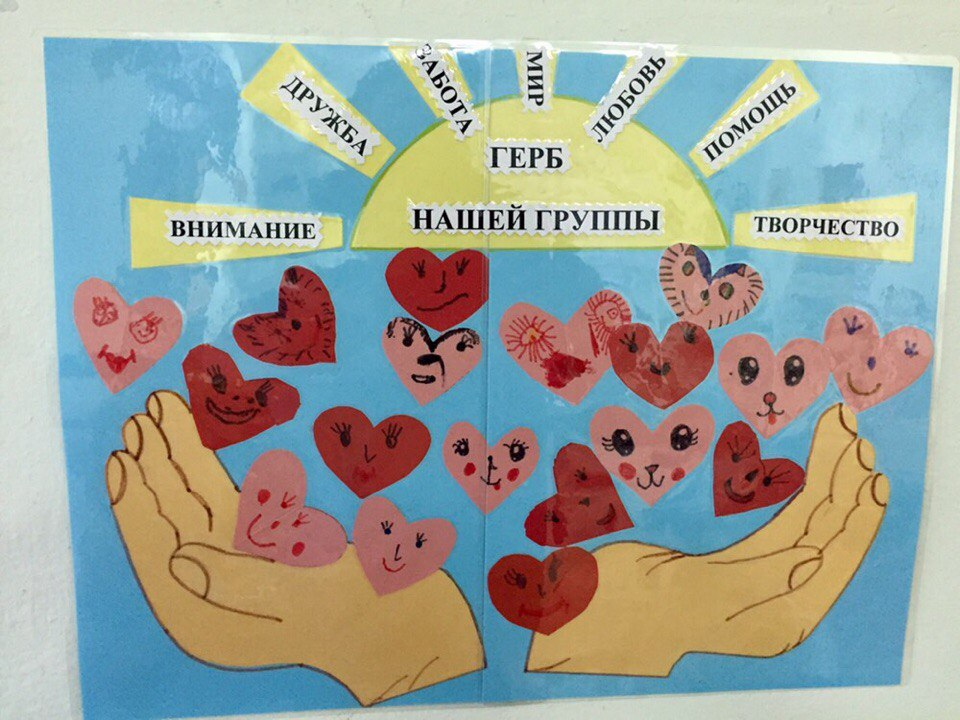 ВНИМАНИЕ
ДРУЖБА
ЗАБОТА
МИР
ЛЮБОВЬ
ПОМОЩЬ
ТВОРЧЕСТВО
ГЕРБ
НАШЕЙ ГРУППЫ